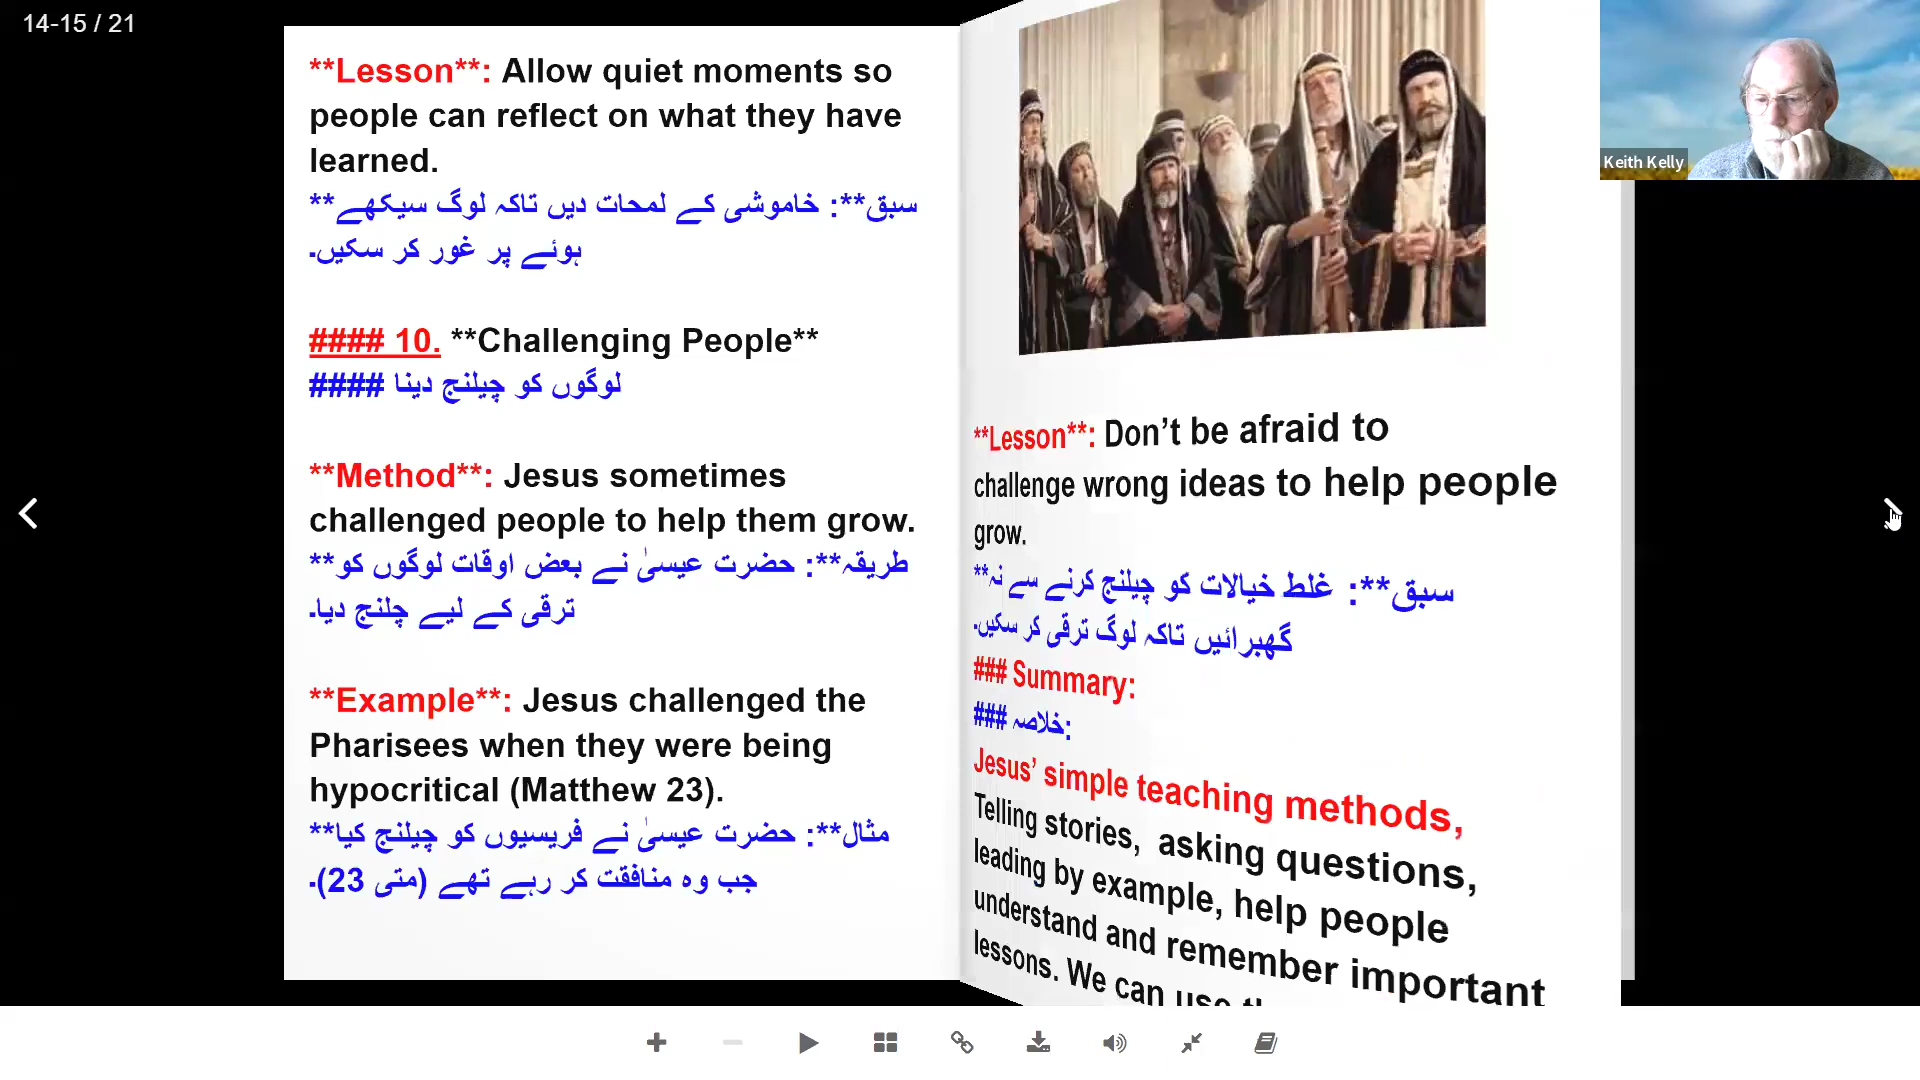 14-15 / 21
**Lesson**: Allow quiet moments so
people can reflect on what they have
learned.
سبق**: خاموشی کے لمحات دیں تاکہ لوگ سیکھے**
ہوئے پر غور کر سکیں۔
#### 10. **Challenging People**
#### لوگوں کو چیلنج دینا
**Method**: Jesus sometimes
challenged people to help them grow.
طریقہ**: حضرت عیسیٰ نے بعض اوقات لوگوں کو**
ترقی کے لیے چلنج دیا۔
**Example**: Jesus challenged the
Pharisees when they were being
hypocritical (Matthew 23).
مثال**: حضرت عیسیٰ نے فریسیوں کو چیلنج کیا**
جب وہ منافقت کر رہے تھے (متی 23)۔
**Lesson**: Don’t be afraid to
challenge wrong ideas to help people
grow.
سبق**: غلط خیالات کو چیلنج کرنے سے نہ**
گھبرائیں تاکہ لوگ ترقی کر سکیں۔
### Summary:
### خلاصہ:
Jesus’ simple teaching methods,
Telling stories, asking questions,
leading by example, help people
understand and remember important
lessons. We can use
Keith Kelly